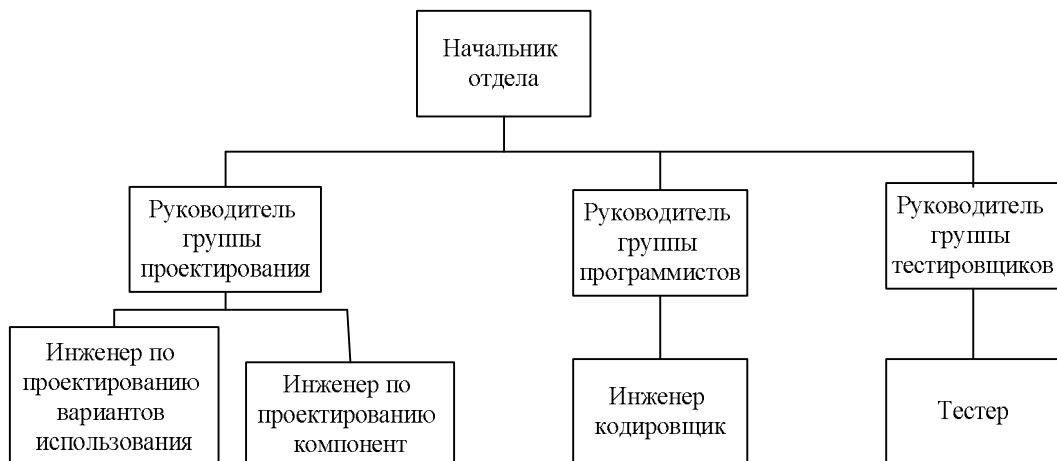 Начальник
отдела
Руководитель
группы
проектирования
Руководитель
группы
программистов
Руководитель
группы
тестировщиков
Инженер по
проектированию
вариантов
использования
Инженер по
проектированию
компонент
Инженер
кодировщик
Тестер